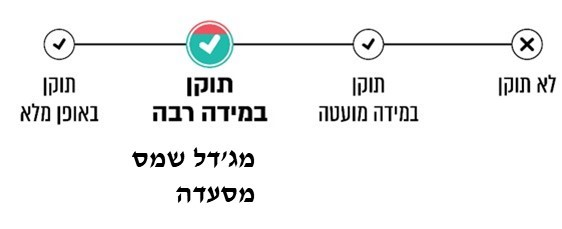 לא תוקן
תוקן
במידה מועטה
תוקן
במידה רבה
תוקן
באופן מלא
מג'דל שמס
מסעדה